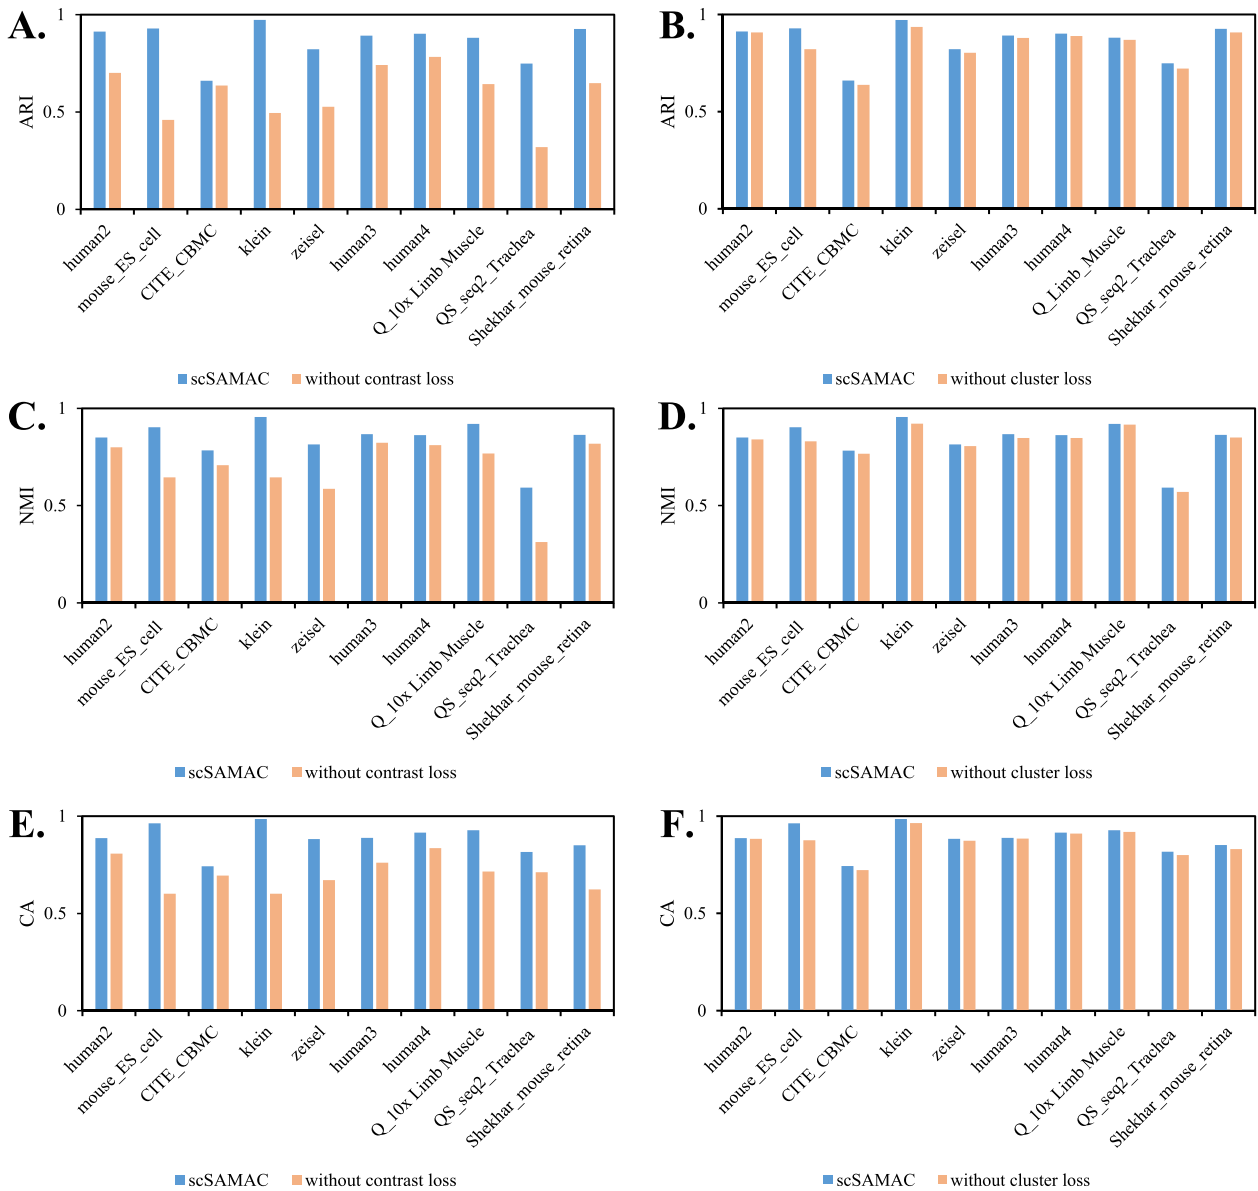 A.
1
0.5
0
ARI
human2
mouse_ES_cell
CITE_CBMC
klein
zeisel
human3
human4
Q_10x Limb Muscle
QS_seq2_Trachea
Shekhar_mouse_retina
scSAMAC
without contrast loss
B.
1
0.5
0
ARI
human2
mouse_ES_cell
CITE_CBMC
klein
zeisel
human3
human4
Q_Limb_Muscle
QS_seq2_Trachea
Shekhar_mouse_retina
scSAMAC
without cluster loss
C.
1
0.5
0
NMI
human2
mouse_ES_cell
CITE_CBMC
klein
zeisel
human3
human4
Q_10x Limb Muscle
QS_seq2_Trachea
Shekhar_mouse_retina
scSAMAC
without contrast loss
D.
1
0.5
0
NMI
human2
mouse_ES_cell
CITE_CBMC
klein
zeisel
human3
human4
Q_10x Limb Muscle
QS_seq2_Trachea
Shekhar_mouse_retina
scSAMAC
without cluster loss
E.
1
0.5
0
CA
human2
mouse_ES_cell
CITE_CBMC
klein
zeisel
human3
human4
Q_10x Limb Muscle
QS_seq2_Trachea
Shekhar_mouse_retina
scSAMAC
without contrast loss
F.
1
0.5
0
CA
human2
mouse_ES_cell
CITE_CBMC
klein
zeisel
human3
human4
Q_10x Limb Muscle
QS_seq2_Trachea
Shekhar_mouse_retina
scSAMAC
without cluster loss